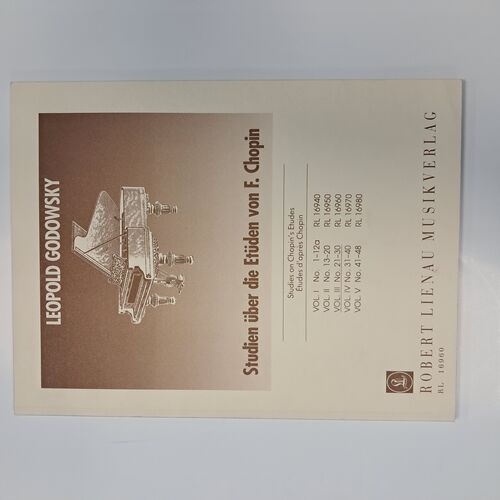 LEOPOLD GODOWSKY
Studien über die Etüden von F. Chopin
Studies on Chopin's Etudes
Etudes d'après Chopin
VOL. I No. 1–12a RL 16940
VOL. II No. 13–20 RL 16950
VOL. III No. 21–30 RL 16960
VOL. IV No. 31–40 RL 16970
VOL. V No. 41–48 RL 16980
ROBERT LIENAU MUSIKVERLAG
RL 16960